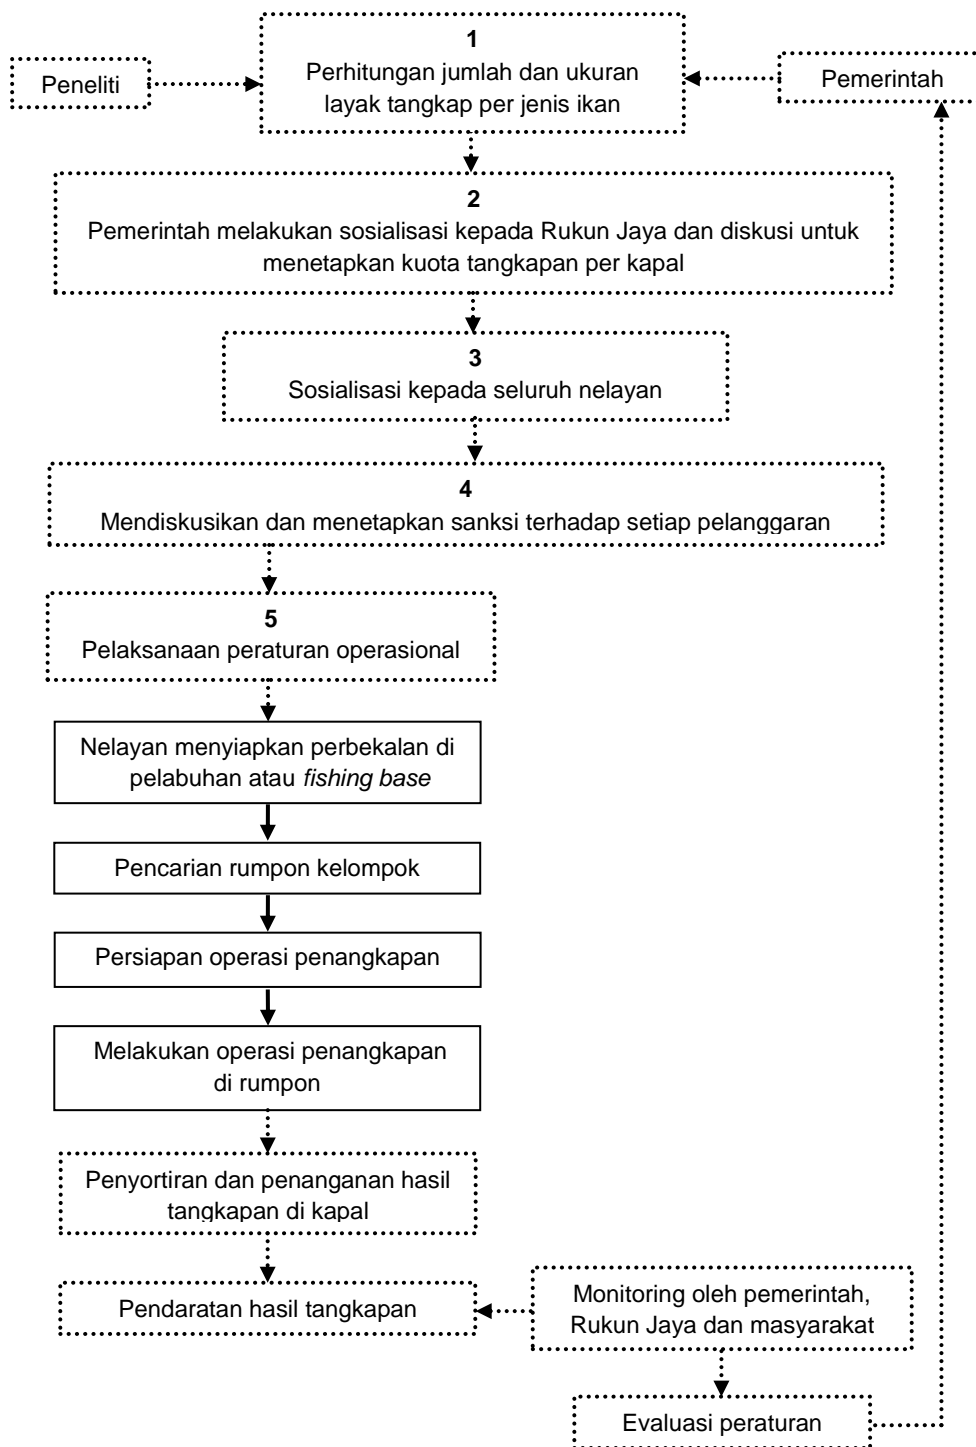 1
Perhitungan jumlah dan ukuran
layak tangkap per jenis ikan
Peneliti
Pemerintah
2
Pemerintah melakukan sosialisasi kepada Rukun Jaya dan diskusi untuk
menetapkan kuota tangkapan per kapal
3
Sosialisasi kepada seluruh nelayan
4
Mendiskusikan dan menetapkan sanksi terhadap setiap pelanggaran
5
Pelaksanaan peraturan operasional
Nelayan menyiapkan perbekalan di
pelabuhan atau fishing base
Pencarian rumpon kelompok
Persiapan operasi penangkapan
Melakukan operasi penangkapan
di rumpon
Penyortiran dan penanganan hasil
tangkapan di kapal
Pendaratan hasil tangkapan
Monitoring oleh pemerintah,
Rukun Jaya dan masyarakat
Evaluasi peraturan